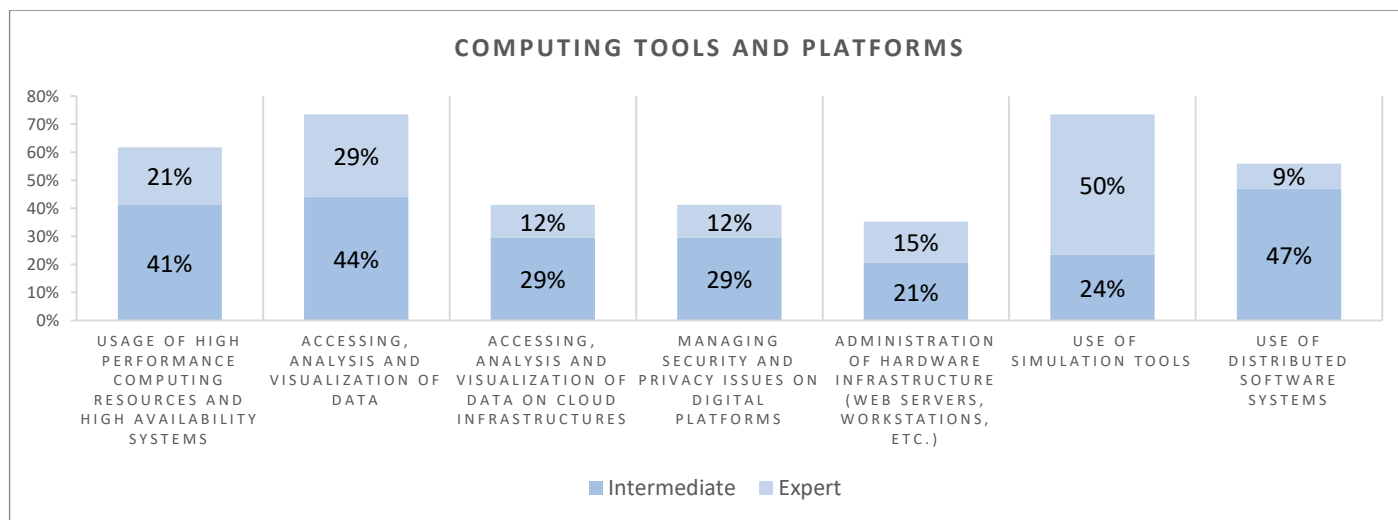 COMPUTING TOOLS AND PLATFORMS
80%
70%
60%
50%
40%
30%
20%
10%
0%
21%
41%
29%
44%
12%
29%
12%
29%
15%
21%
50%
24%
9%
47%
USAGE OF HIGH
PERFORMANCE
COMPUTING
RESOURCES AND
HIGH AVAILABILITY
SYSTEMS
ACCESSING,
ANALYSIS AND
VISUALIZATION OF
DATA
ACCESSING,
ANALYSIS AND
VISUALIZATION OF
DATA ON CLOUD
INFRASTRUCTURES
MANAGING
SECURITY AND
PRIVACY ISSUES ON
DIGITAL
PLATFORMS
ADMINISTRATION
OF HARDWARE
INFRASTRUCTURE
(WEB SERVERS,
WORKSTATIONS,
ETC.)
USE OF
SIMULATION TOOLS
USE OF
DISTRIBUTED
SOFTWARE
SYSTEMS
Intermediate
Expert